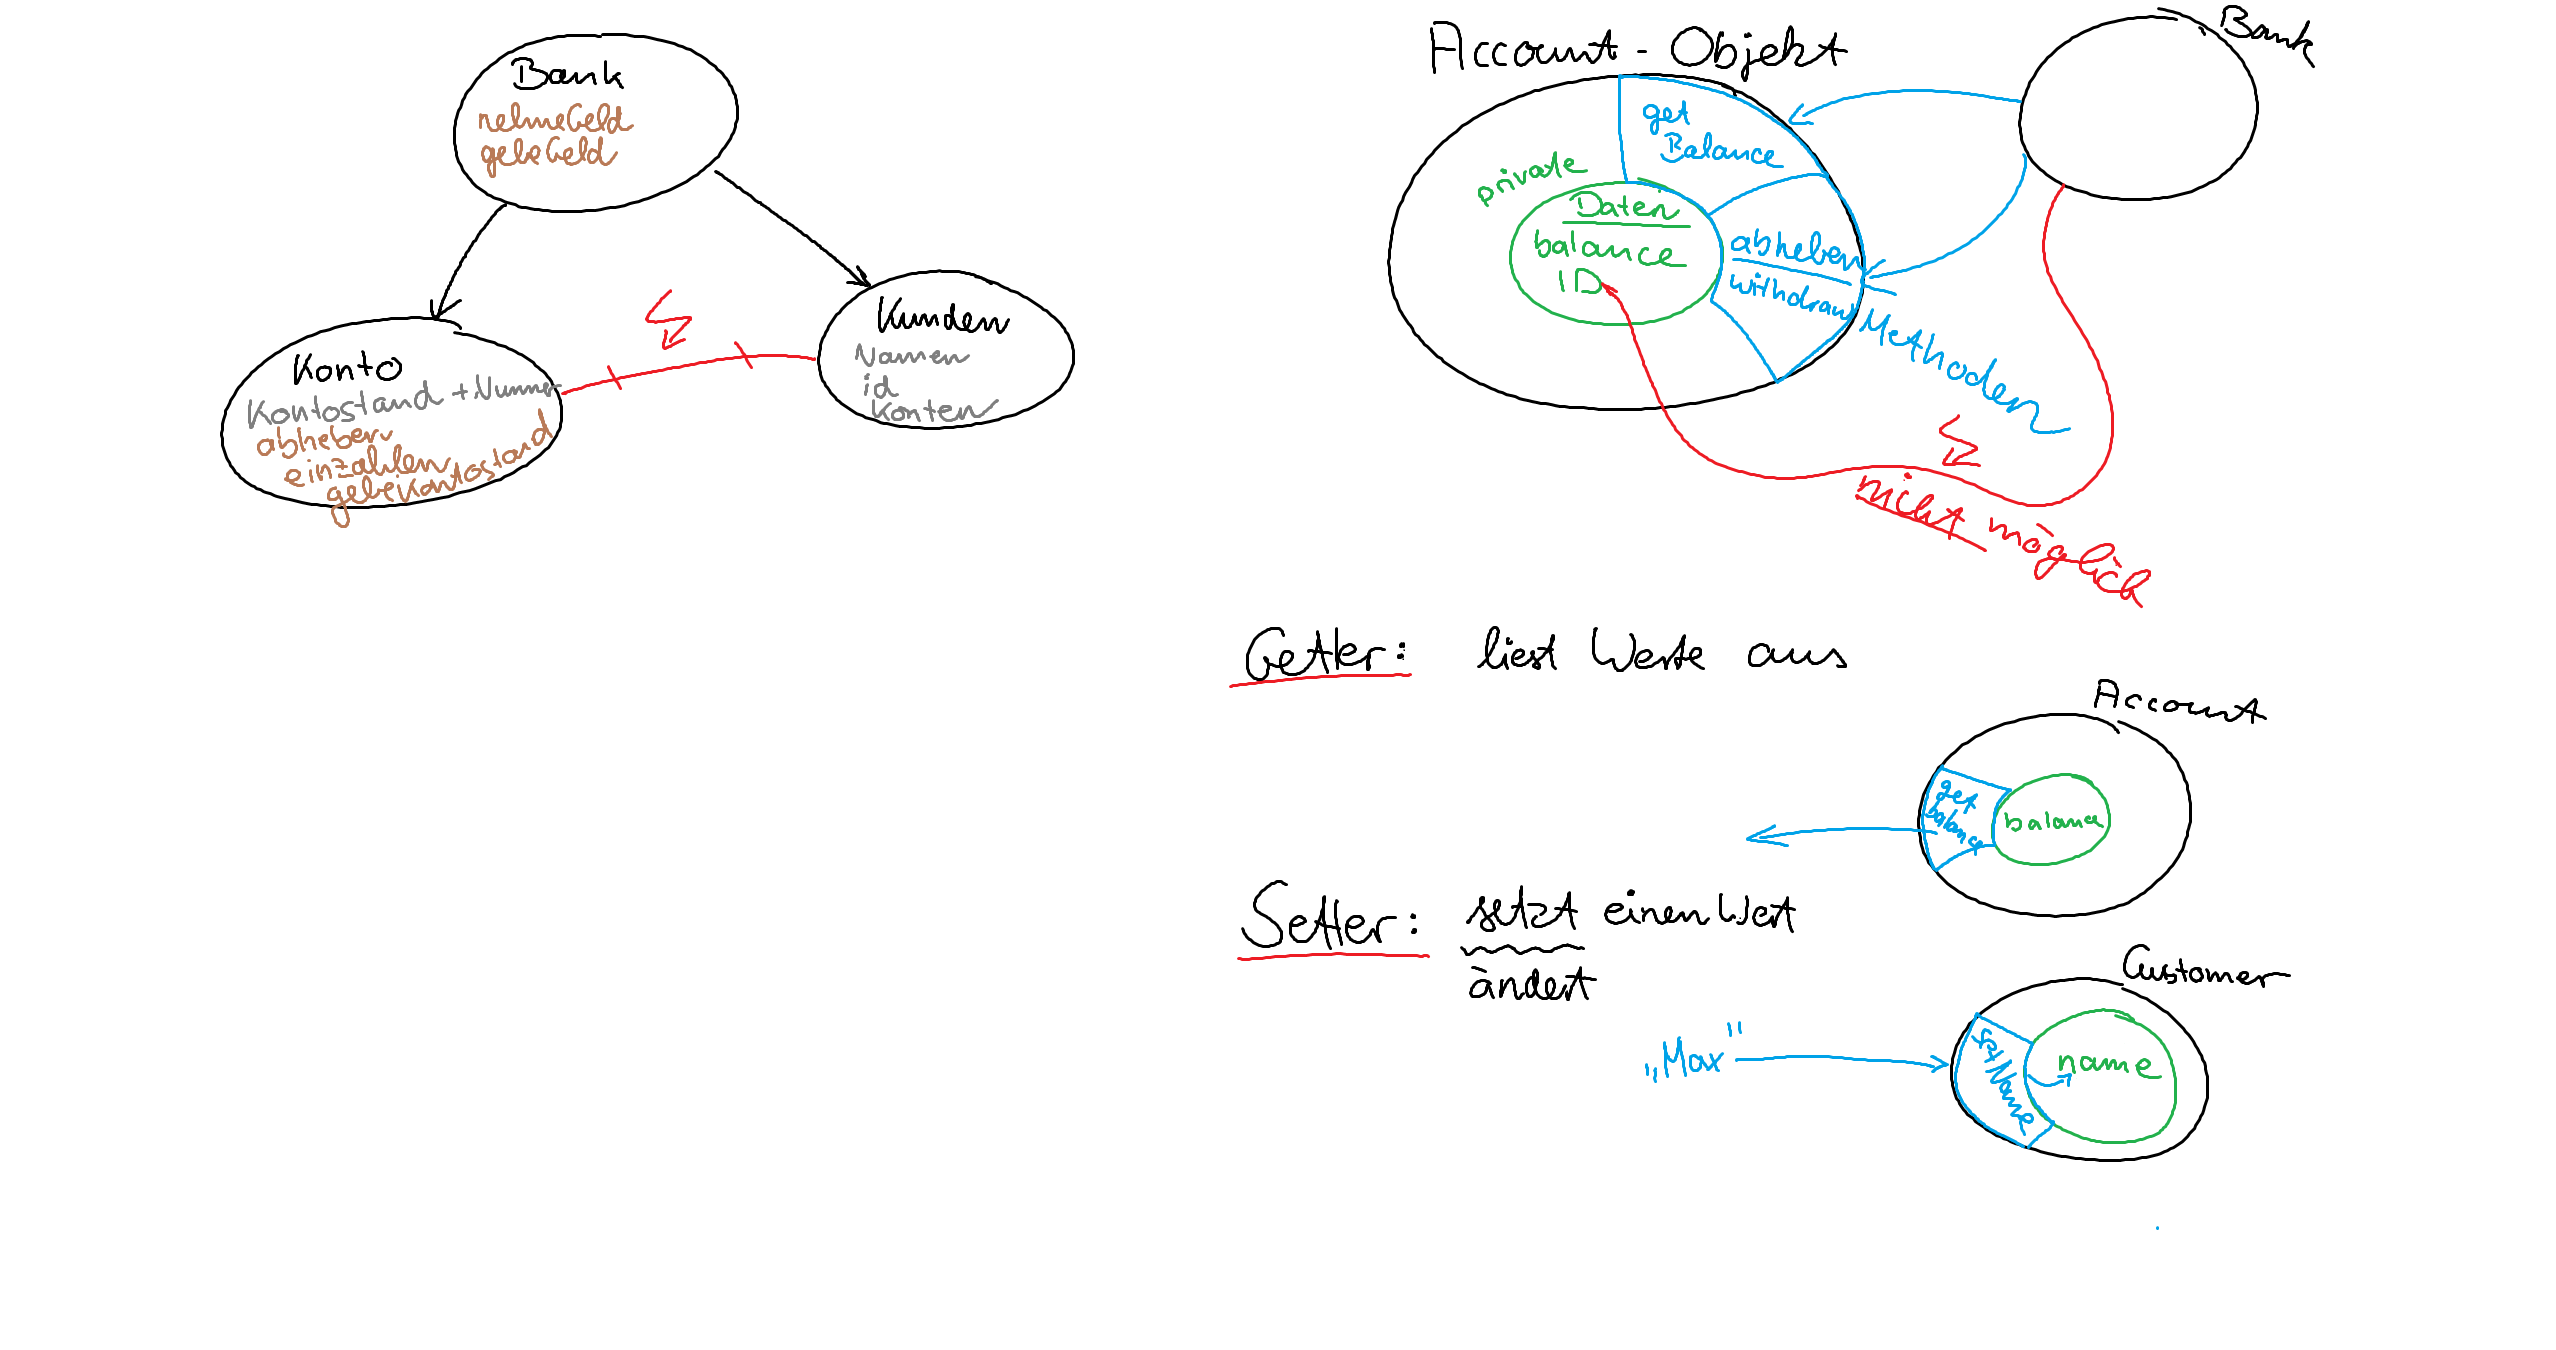 Bank
nehmeGeld
gebeGeld
Konto
Kontostand + Nummer
abheben
einzahlen
gebeKontostand
Kunden
Namen
id
Konten
Account - Objekt
Bank
get
Balance
private
Daten
balance
ID
abheben
withdraw
Methoden
nicht möglich
Getter: liest Werte aus
Account
get
balance
balance
Setter: setzt einen Wert
ändert
Customer
„Max"
setName
name